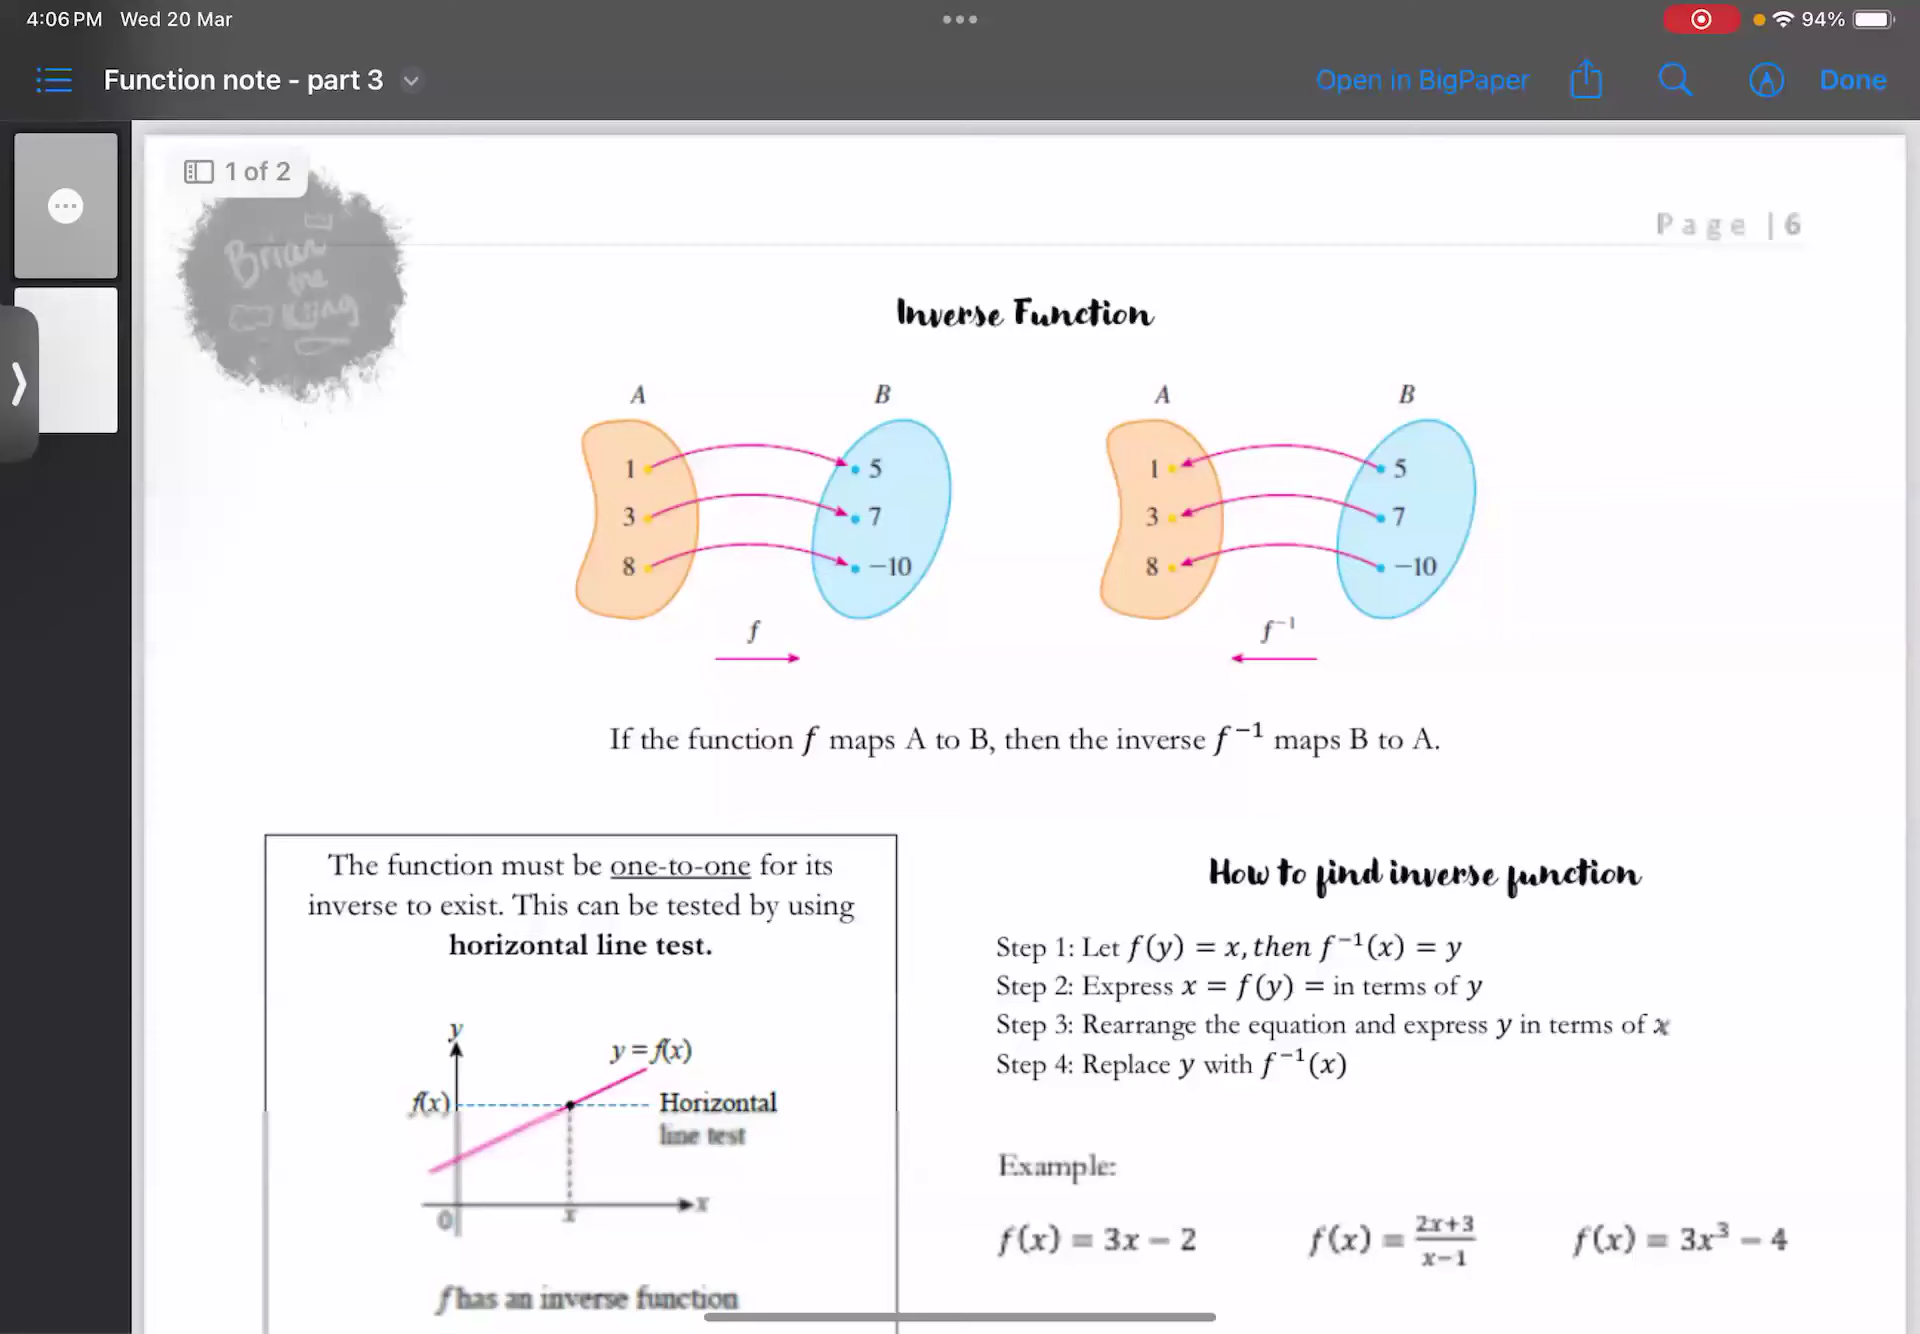 4:06 PM Wed 20 Mar
94%
Function note - part 3
Open in BigPaper
Done
1 of 2
Brian
the
Page | 6
Inverse Function
A B A B
1 5 1 5
3 7 3 7
8 −10 8 −10
f f⁻¹
If the function f maps A to B, then the inverse f⁻¹ maps B to A.
The function must be one-to-one for its
inverse to exist. This can be tested by using
horizontal line test.
y
y = f(x)
f(x)
Horizontal
line test
0 x x
f has an inverse function
How to find inverse function
Step 1: Let f(y) = x, then f⁻¹(x) = y
Step 2: Express x = f(y) = in terms of y
Step 3: Rearrange the equation and express y in terms of x
Step 4: Replace y with f⁻¹(x)
Example:
f(x) = 3x − 2 f(x) = (2x+3)/(x−1) f(x) = 3x³ − 4